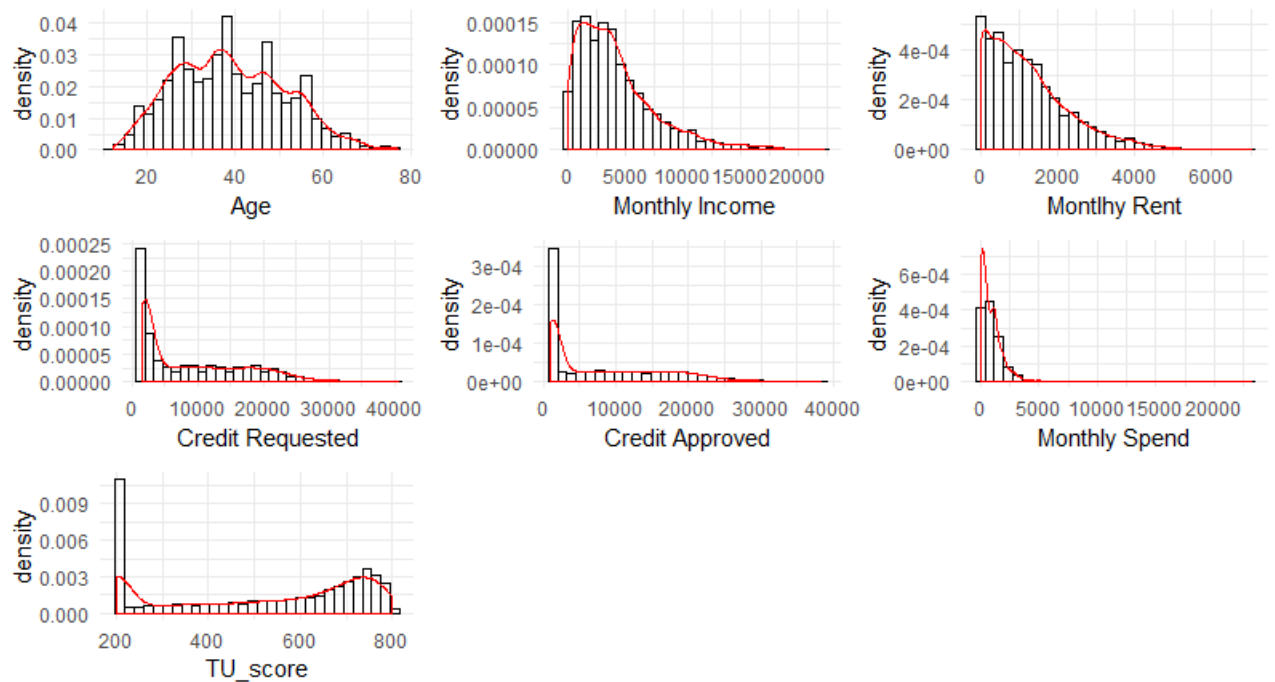 density
0.04
0.03
0.02
0.01
0.00
20 40 60 80
Age
density
0.00015
0.00010
0.00005
0.00000
0 5000 10000 15000 20000
Monthly Income
density
4e-04
2e-04
0e+00
0 2000 4000 6000
Montlhy Rent
density
0.00025
0.00020
0.00015
0.00010
0.00005
0.00000
0 10000 20000 30000 40000
Credit Requested
density
3e-04
2e-04
1e-04
0e+00
0 10000 20000 30000 40000
Credit Approved
density
6e-04
4e-04
2e-04
0e+00
0 5000 10000 15000 20000
Monthly Spend
density
0.009
0.006
0.003
0.000
200 400 600 800
TU_score